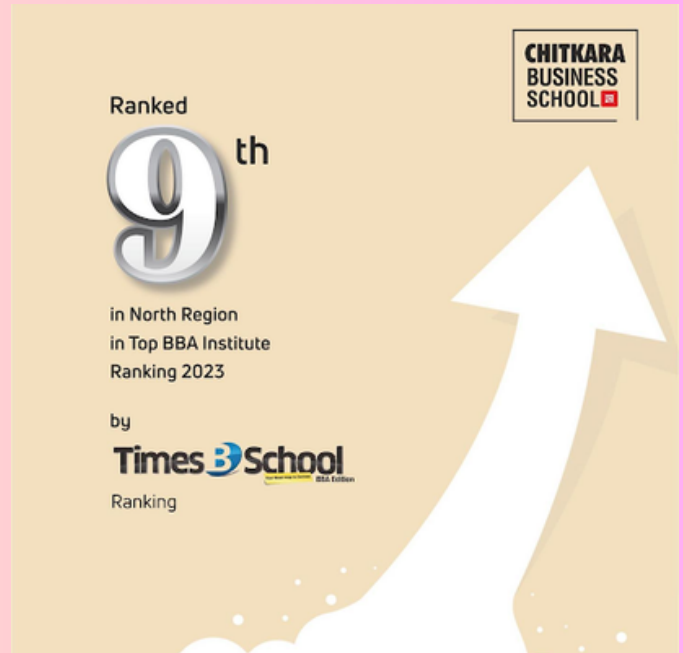 CHITKARA
BUSINESS
SCHOOL
Ranked
9th
in North Region
in Top BBA Institute
Ranking 2023
by
Times B School
BBA Edition
Ranking